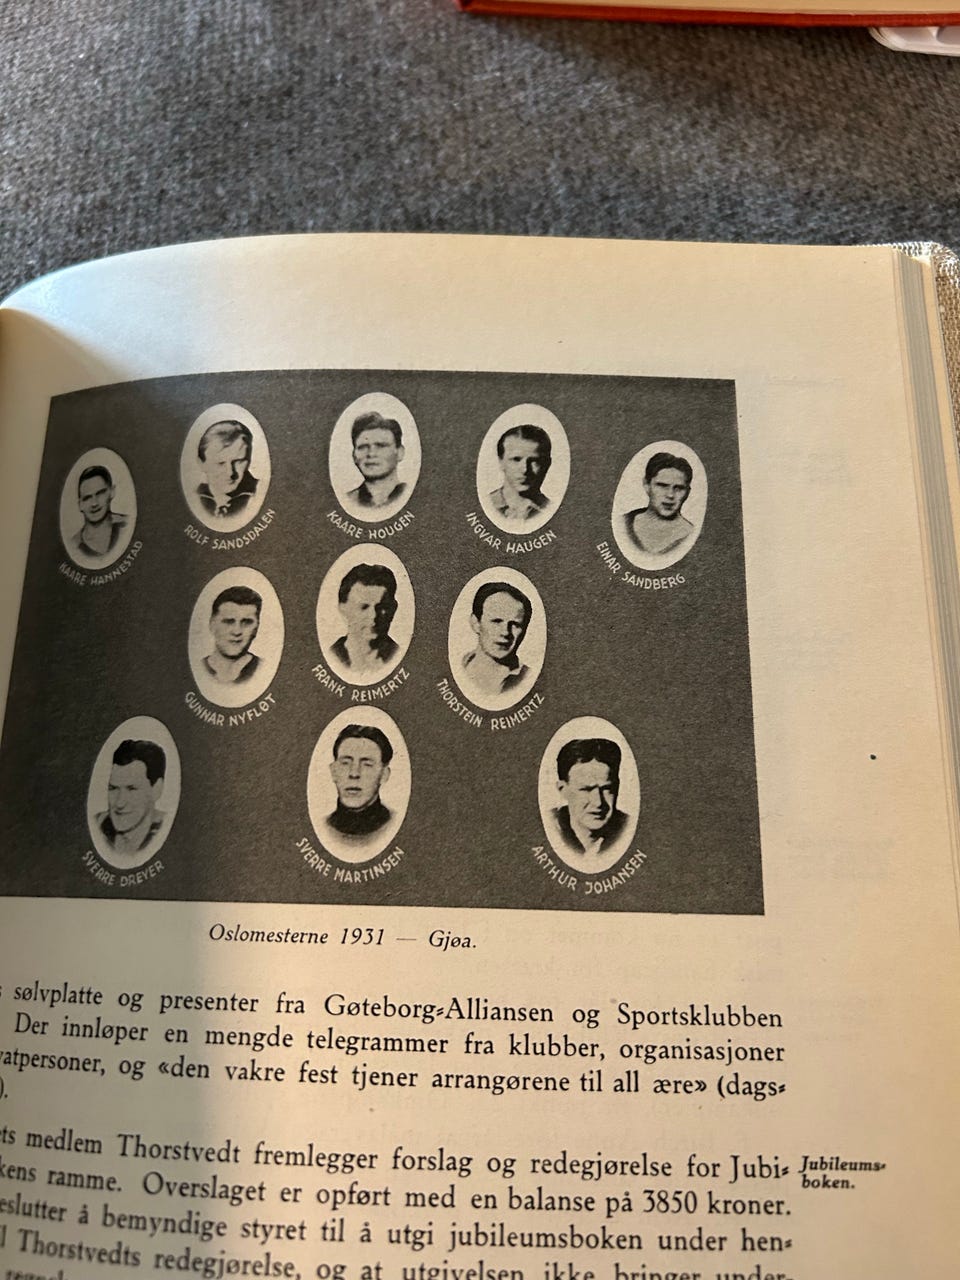 KAARE HANNESTAD
ROLF SANDSDALEN
KAARE HOUGEN
INGVAR HAUGEN
EINAR SANDBERG
GUNNAR NYFLØT
FRANK REIMERTZ
THORSTEIN REIMERTZ
SVERRE DREYER
SVERRE MARTINSEN
ARTHUR JOHANSEN
Oslomesterne 1931 — Gjøa.
sølvplatte og presenter fra Gøteborg-Alliansen og Sportsklubben
Der innløper en mengde telegrammer fra klubber, organisasjoner
vatpersoner, og «den vakre fest tjener arrangørene til all ære» (dags-
).
ts medlem Thorstvedt fremlegger forslag og redegjørelse for Jubi-
kens ramme. Overslaget er opført med en balanse på 3850 kroner.
eslutter å bemyndige styret til å utgi jubileumsboken under hen-
l Thorstvedts redegjørelse, og at utgivelsen ikke bringer under-
Jubileums-
boken.